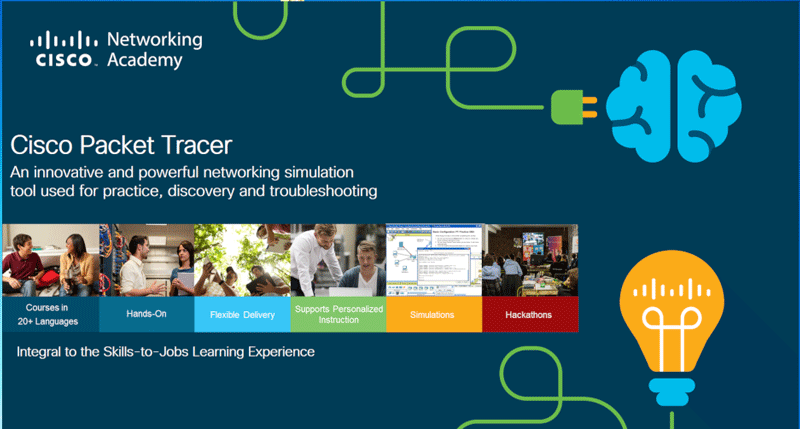 Networking
CISCO Academy
Cisco Packet Tracer
An innovative and powerful networking simulation
tool used for practice, discovery and troubleshooting
Courses in
20+ Languages
Hands-On
Flexible Delivery
Supports Personalized
Instruction
Simulations
Hackathons
Integral to the Skills-to-Jobs Learning Experience